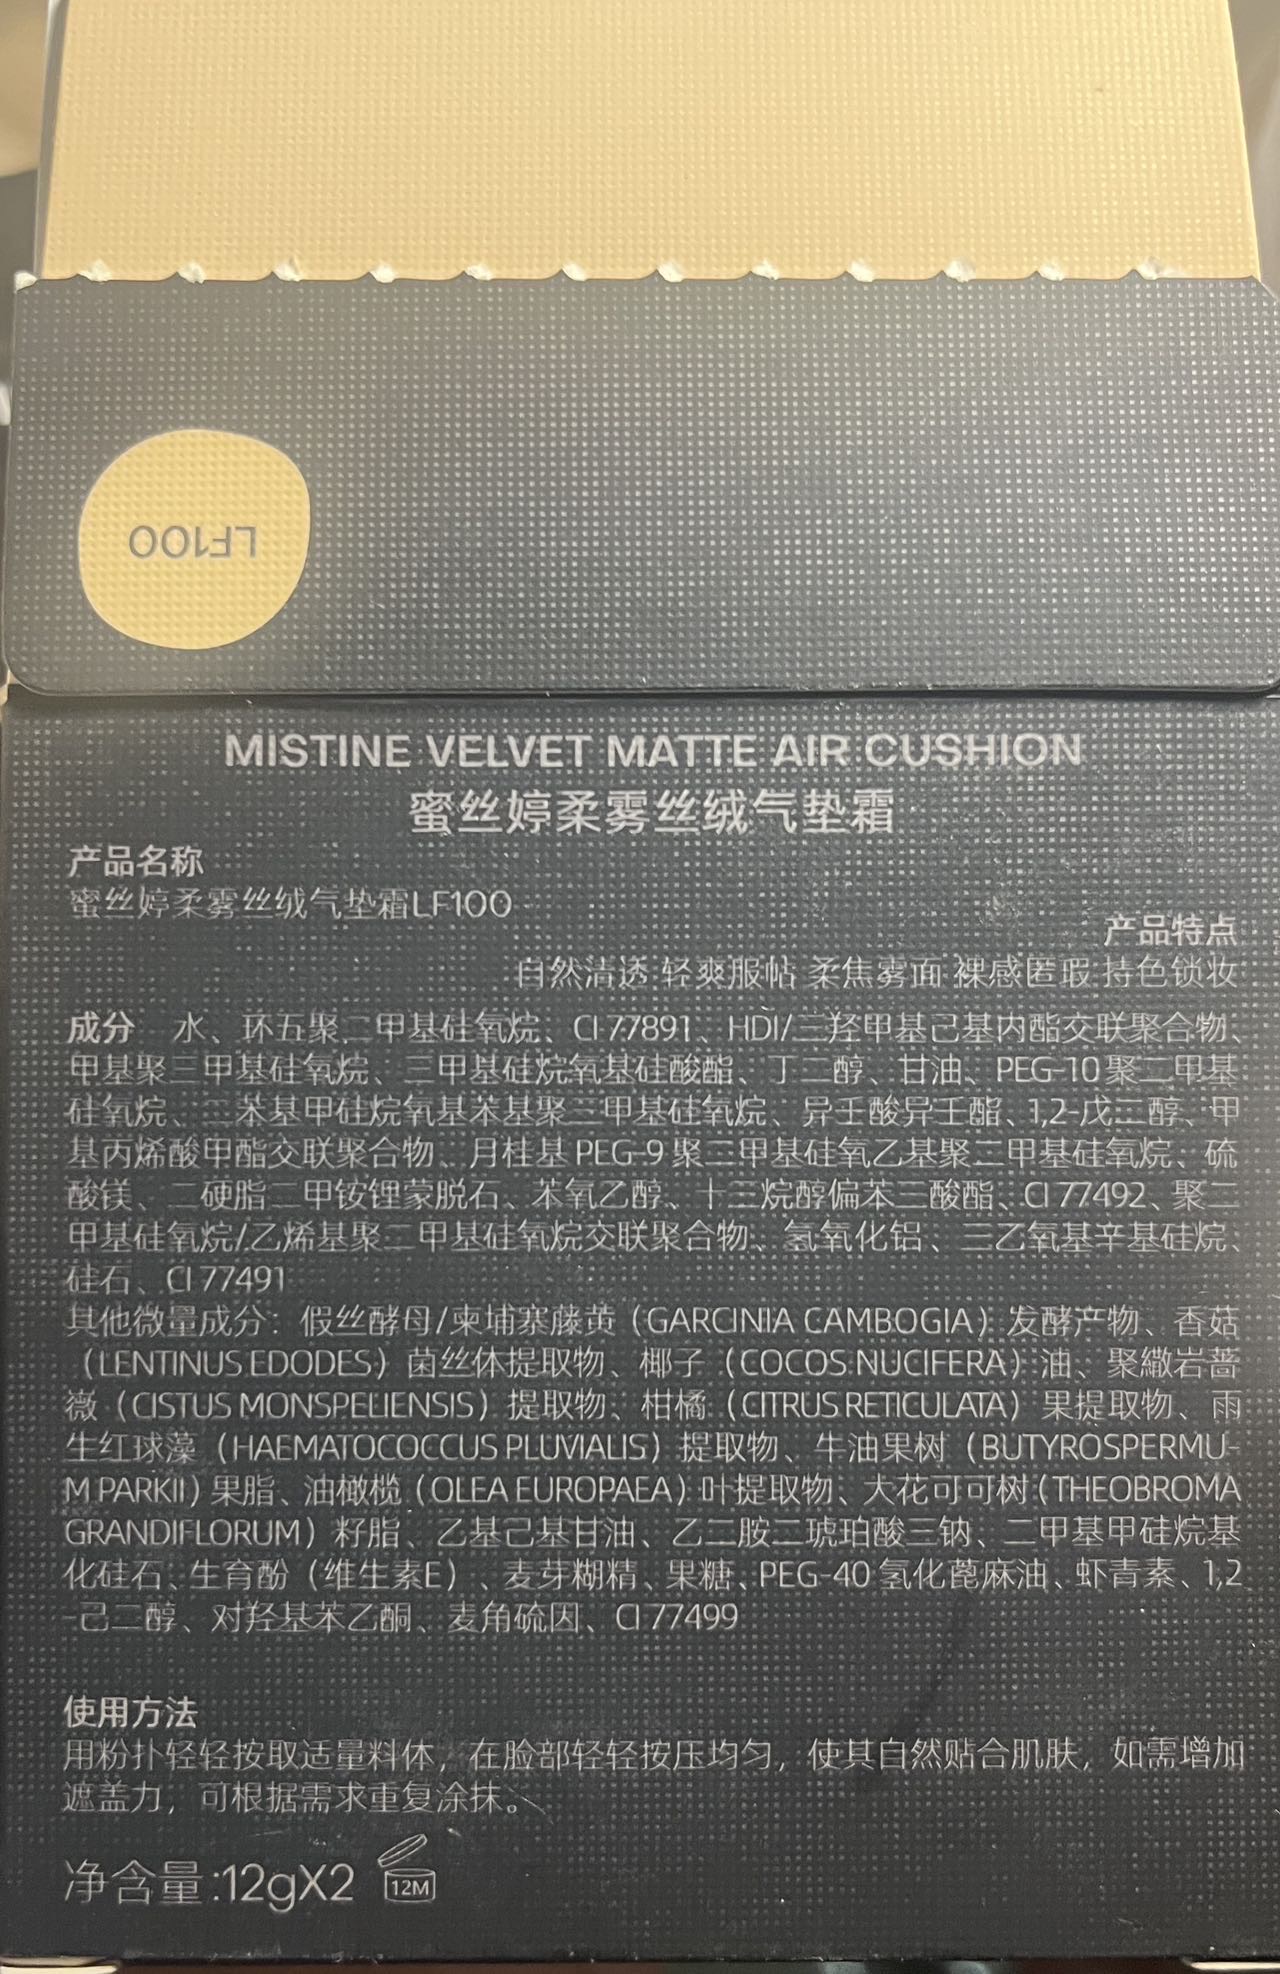 LF100
MISTINE VELVET MATTE AIR CUSHION
蜜丝婷柔雾丝绒气垫霜
产品名称
蜜丝婷柔雾丝绒气垫霜LF100
产品特点
自然清透 轻爽服帖 柔焦雾面 裸感匿瑕 持色锁妆
成分 水、环五聚二甲基硅氧烷、CI 77891、HDI/三羟甲基己基内酯交联聚合物、
甲基聚三甲基硅氧烷、三甲基硅烷氧基硅酸酯、丁二醇、甘油、PEG-10聚二甲基
硅氧烷、二苯基甲硅烷氧基苯基聚三甲基硅氧烷、异壬酸异壬酯、1,2-戊二醇、甲
基丙烯酸甲酯交联聚合物、月桂基 PEG-9 聚二甲基硅氧乙基聚二甲基硅氧烷、硫
酸镁、二硬脂二甲铵锂蒙脱石、苯氧乙醇、十三烷醇偏苯三酸酯、CI 77492、聚二
甲基硅氧烷/乙烯基聚二甲基硅氧烷交联聚合物、氢氧化铝、三乙氧基辛基硅烷、
硅石、CI 77491
其他微量成分：假丝酵母/柬埔寨藤黄（GARCINIA CAMBOGIA）发酵产物、香菇
（LENTINUS EDODES）菌丝体提取物、椰子（COCOS NUCIFERA）油、聚繖岩蔷
薇（CISTUS MONSPELIENSIS）提取物、柑橘（CITRUS RETICULATA）果提取物、雨
生红球藻（HAEMATOCOCCUS PLUVIALIS）提取物、牛油果树（BUTYROSPERMU-
M PARKII）果脂、油橄榄（OLEA EUROPAEA）叶提取物、大花可可树（THEOBROMA
GRANDIFLORUM）籽脂、乙基己基甘油、乙二胺二琥珀酸三钠、二甲基甲硅烷基
化硅石、生育酚（维生素E）、麦芽糊精、果糖、PEG-40 氢化蓖麻油、虾青素、1,2
-己二醇、对羟基苯乙酮、麦角硫因、CI 77499
使用方法
用粉扑轻轻按取适量料体，在脸部轻轻按压均匀，使其自然贴合肌肤，如需增加
遮盖力，可根据需求重复涂抹。
净含量:12gX2
12M